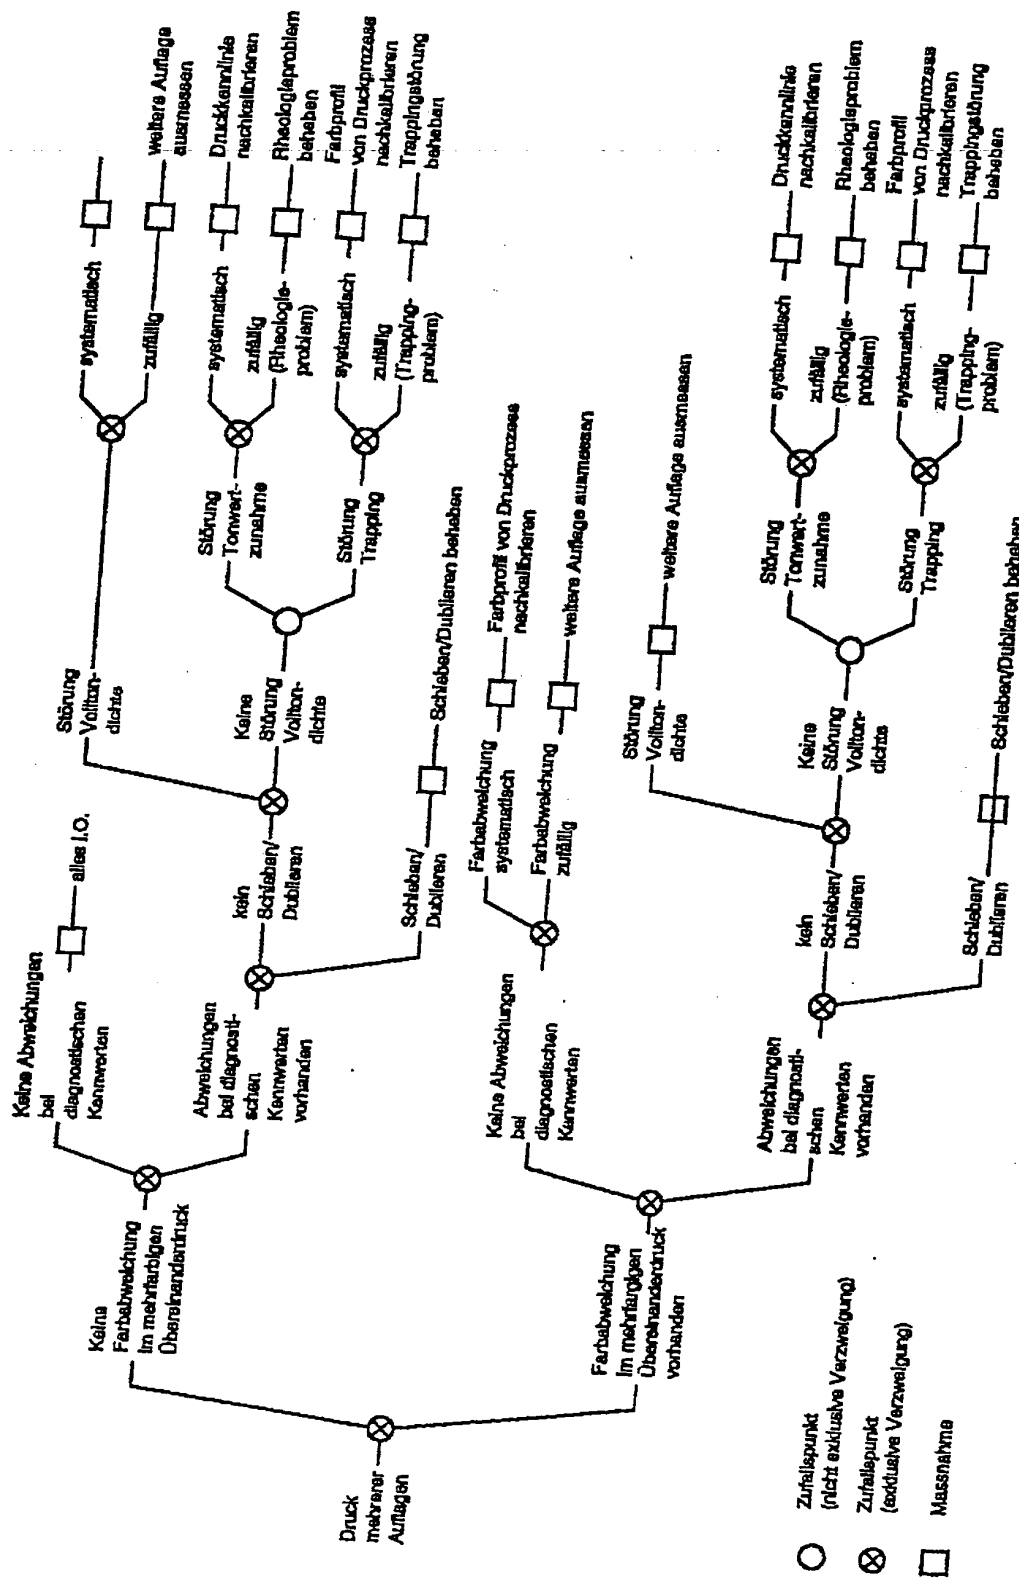 Druck
mehrerer
Auflagen
Keine
Farbabweichung
im mehrfarbigen
Übereinanderdruck
Keine Abweichungen
bei
diagnostischen
Kennwerten
alles I.O.
Abweichungen
bei diagnosti-
schen
Kennwerten
vorhanden
kein
Schieben/
Dublieren
Störung
Vollton-
dichte
systematisch
zufällig
weitere Auflage
ausmessen
Keine
Störung
Vollton-
dichte
Störung
Tonwert-
zunahme
systematisch
Druckkennlinie
nachkalibrieren
zufällig
(Rheologie-
problem)
Rheologieproblem
beheben
Störung
Trapping
systematisch
Farbprofil
von Druckprozess
nachkalibrieren
zufällig
(Trapping-
problem)
Trappingstörung
beheben
Schieben/
Dublieren
Schieben/Dublieren beheben
Farbabweichung
im mehrfargigen
Übereinanderdruck
vorhanden
Keine Abweichungen
bei
diagnostischen
Kennwerten
Farbabweichung
systematisch
Farbprofil von Druckprozess
nachkalibrieren
Farbabweichung
zufällig
weitere Auflage ausmessen
Abweichungen
bei diagnosti-
schen
Kennwerten
vorhanden
kein
Schieben/
Dublieren
Störung
Vollton-
dichte
weitere Auflage ausmessen
Keine
Störung
Vollton-
dichte
Störung
Tonwert-
zunahme
systematisch
Druckkennlinie
nachkalibrieren
zufällig
(Rheologie-
problem)
Rheologieproblem
beheben
Störung
Trapping
systematisch
Farbprofil
von Druckprozess
nachkalibrieren
zufällig
(Trapping-
problem)
Trappingstörung
beheben
Schieben/
Dublieren
Schieben/Dublieren beheben
Zufallspunkt
(nicht exklusive Verzweigung)
Zufallspunkt
(exklusive Verzweigung)
Massnahme